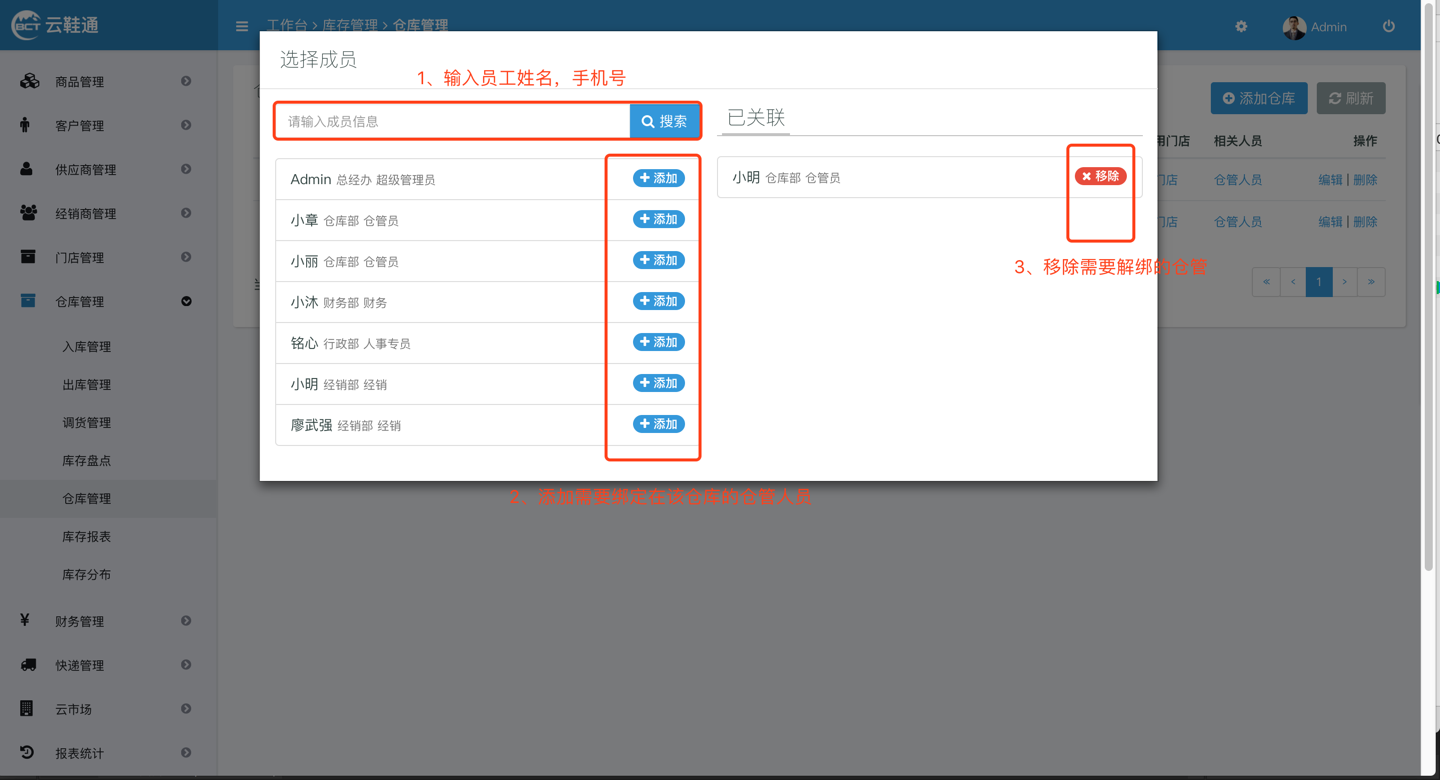 BCT 云鞋通
工作台 > 库存管理 > 仓库管理
Admin
商品管理
客户管理
供应商管理
经销商管理
门店管理
仓库管理
入库管理
出库管理
调货管理
库存盘点
仓库管理
库存报表
库存分布
财务管理
快递管理
云市场
报表统计
选择成员
1、输入员工姓名，手机号
请输入成员信息
搜索
Admin 总经办 超级管理员 添加
小章 仓库部 仓管员 添加
小丽 仓库部 仓管员 添加
小沐 财务部 财务 添加
铭心 行政部 人事专员 添加
小明 经销部 经销 添加
廖武强 经销部 经销 添加
2、添加需要绑定在该仓库的仓管人员
已关联
小明 仓库部 仓管员 移除
3、移除需要解绑的仓管
添加仓库 刷新
用门店 相关人员 操作
门店 仓管人员 编辑 | 删除
门店 仓管人员 编辑 | 删除
« ‹ 1 › »